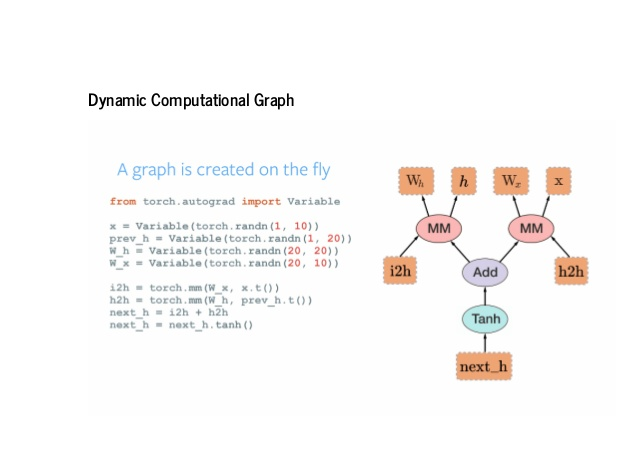 Dynamic Computational Graph
A graph is created on the fly
from torch.autograd import Variable
x = Variable(torch.randn(1, 10))
prev_h = Variable(torch.randn(1, 20))
W_h = Variable(torch.randn(20, 20))
W_x = Variable(torch.randn(20, 10))
i2h = torch.mm(W_x, x.t())
h2h = torch.mm(W_h, prev_h.t())
next_h = i2h + h2h
next_h = next_h.tanh()
Wh h Wx x
MM MM
i2h Add h2h
Tanh
next_h